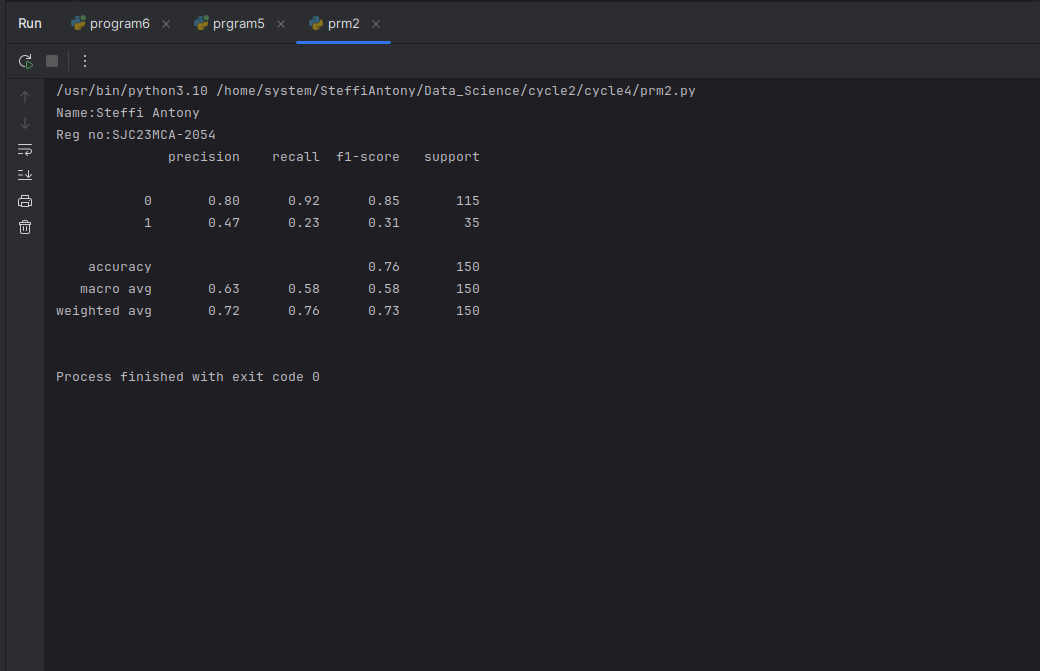 Run program6 prgram5 prm2
/usr/bin/python3.10 /home/system/SteffiAntony/Data_Science/cycle2/cycle4/prm2.py
Name:Steffi Antony
Reg no:SJC23MCA-2054
precision recall f1-score support
0 0.80 0.92 0.85 115
1 0.47 0.23 0.31 35
accuracy 0.76 150
macro avg 0.63 0.58 0.58 150
weighted avg 0.72 0.76 0.73 150
Process finished with exit code 0